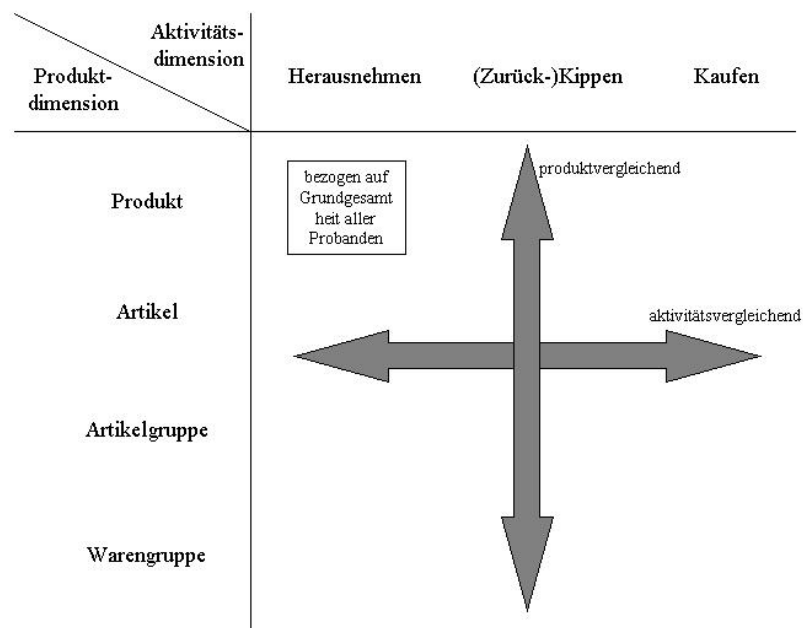 Aktivitäts-
dimension
Produkt-
dimension
Herausnehmen
(Zurück-)Kippen
Kaufen
Produkt
bezogen auf
Grundgesamt
heit aller
Probanden
produktvergleichend
Artikel
aktivitätsvergleichend
Artikelgruppe
Warengruppe